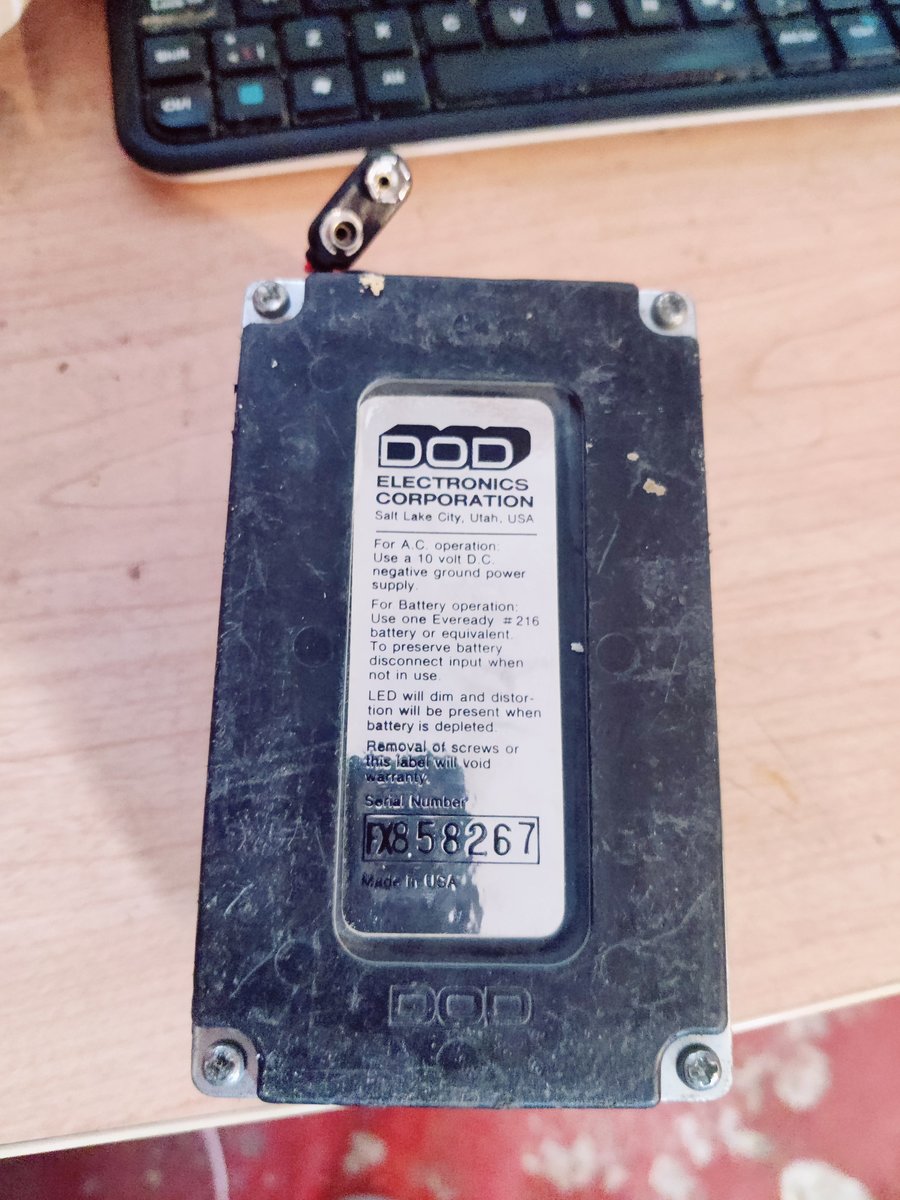 DOD
ELECTRONICS
CORPORATION
Salt Lake City, Utah, USA
For A.C. operation:
Use a 10 volt D.C.
negative ground power
supply.
For Battery operation:
Use one Eveready #216
battery or equivalent.
To preserve battery
disconnect input when
not in use.
LED will dim and distor-
tion will be present when
battery is depleted.
Removal of screws or
this label will void
warranty.
Serial Number
FX858267
Made in USA
DOD